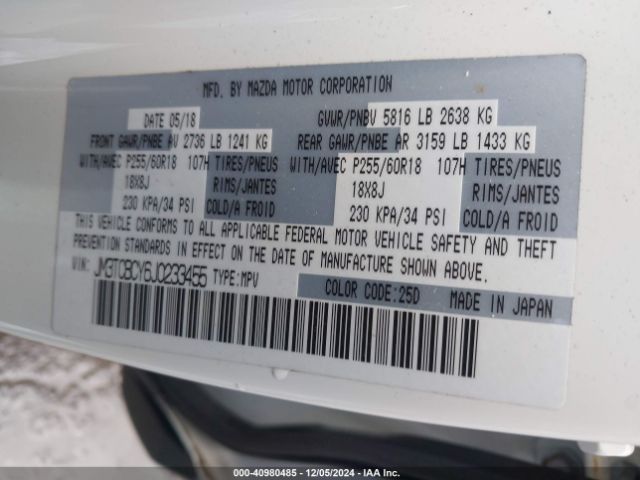 MFD. BY MAZDA MOTOR CORPORATION
DATE 05/18 GVWR/PNBV 5816 LB 2638 KG
FRONT GAWR/PNBE AV 2736 LB 1241 KG REAR GAWR/PNBE AR 3159 LB 1433 KG
WITH/AVEC P255/60R18 107H TIRES/PNEUS WITH/AVEC P255/60R18 107H TIRES/PNEUS
18X8J RIMS/JANTES 18X8J RIMS/JANTES
230 KPA/34 PSI COLD/A FROID 230 KPA/34 PSI COLD/A FROID
THIS VEHICLE CONFORMS TO ALL APPLICABLE FEDERAL MOTOR VEHICLE SAFETY AND THEFT
PREVENTION STANDARDS IN EFFECT ON THE DATE OF MANUFACTURE SHOWN ABOVE.
VIN: JM3TCBCY6J0233455 TYPE:MPV COLOR CODE:25D MADE IN JAPAN
000-40980485 - 12/05/2024 - IAA Inc.